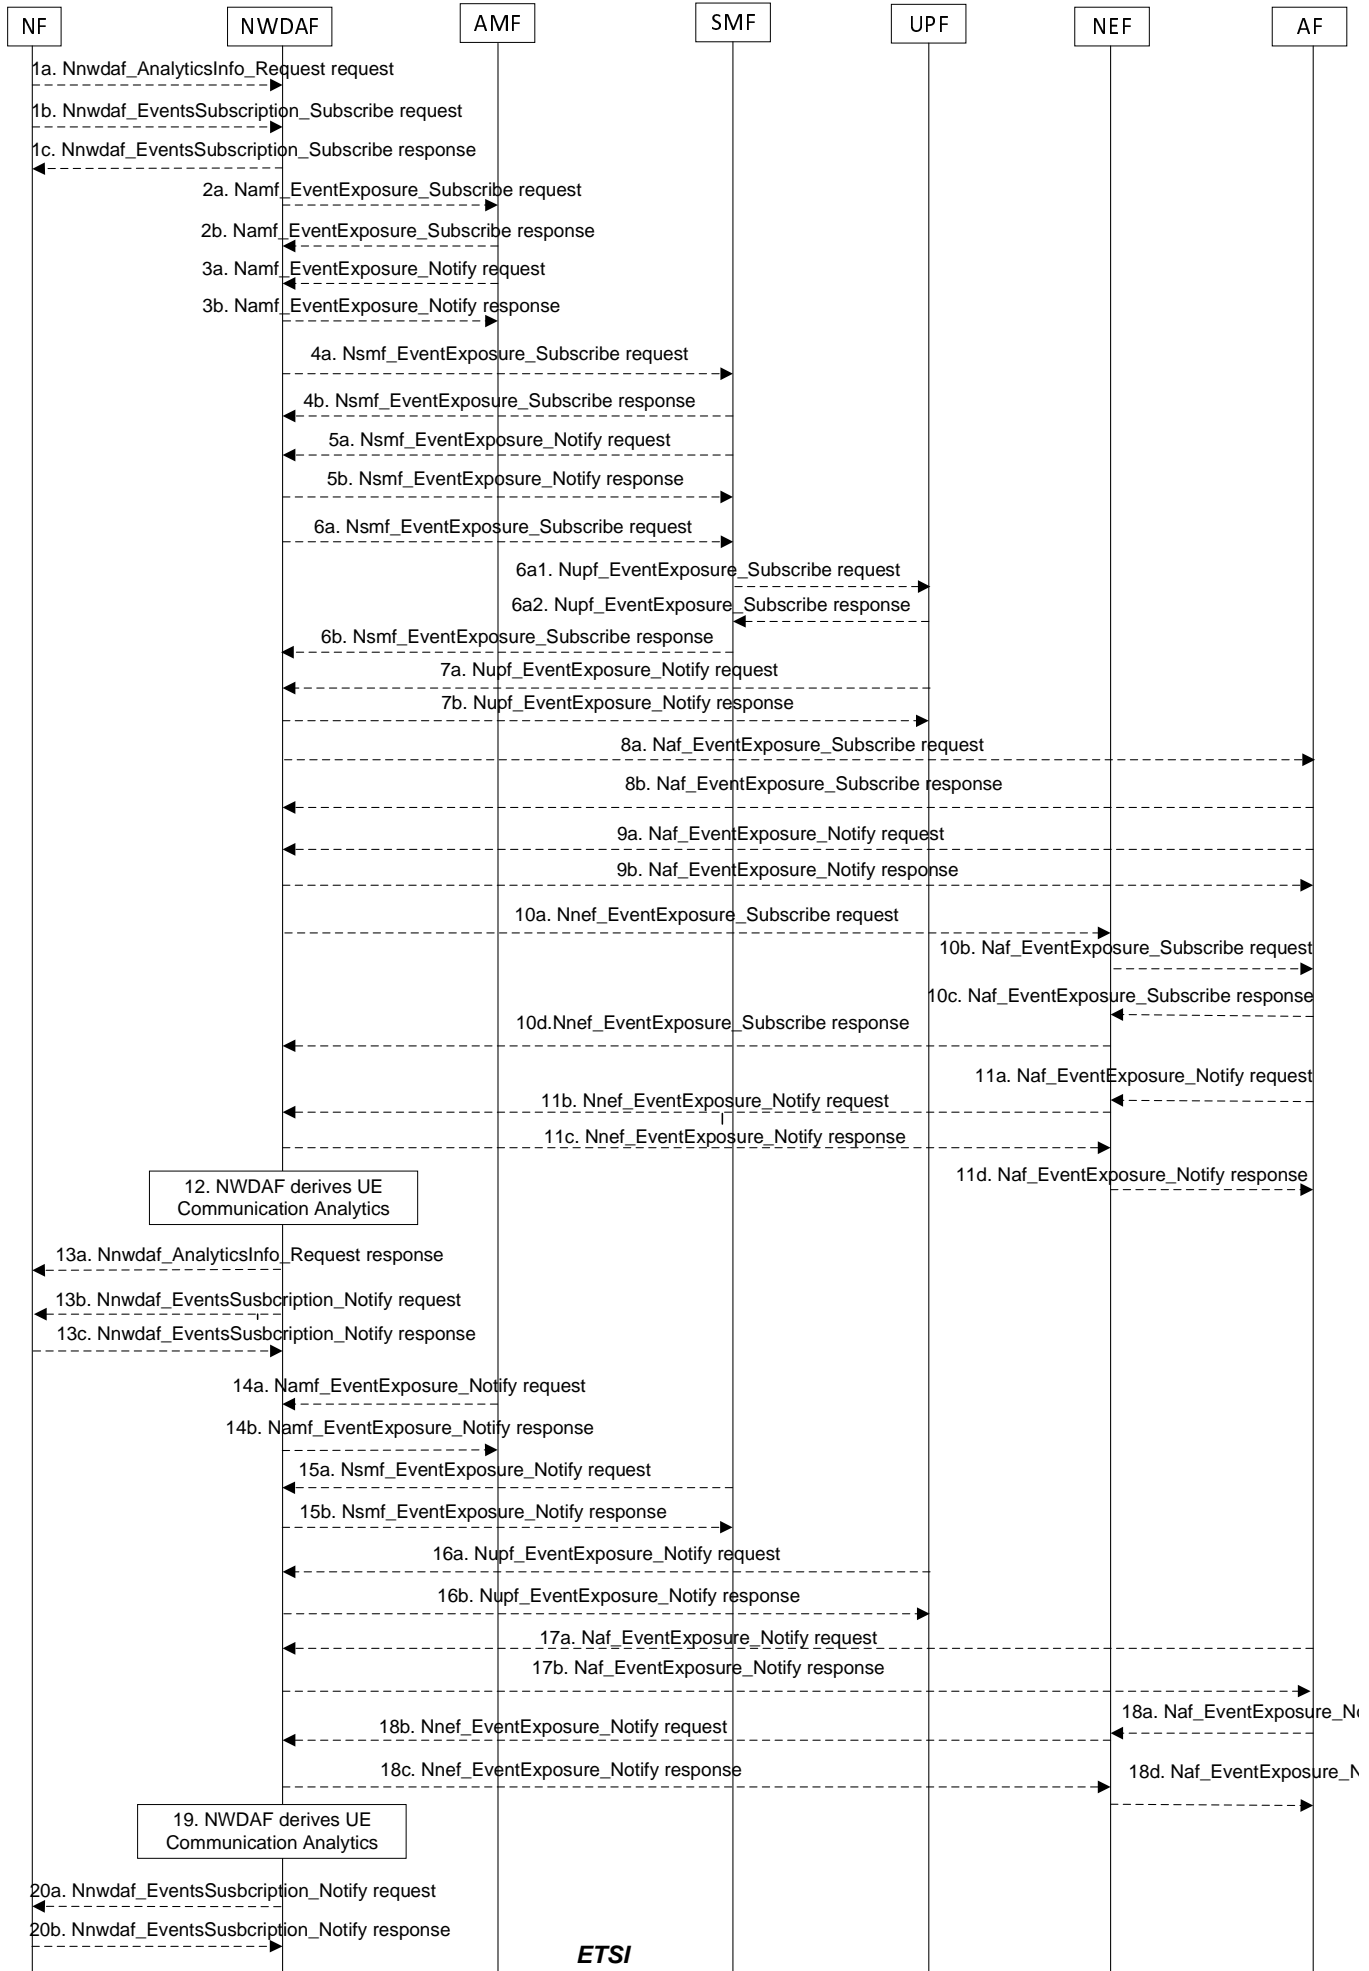 NF
NWDAF
AMF
SMF
UPF
NEF
AF
1a. Nnwdaf_AnalyticsInfo_Request request
1b. Nnwdaf_EventsSubscription_Subscribe request
1c. Nnwdaf_EventsSubscription_Subscribe response
2a. Namf_EventExposure_Subscribe request
2b. Namf_EventExposure_Subscribe response
3a. Namf_EventExposure_Notify request
3b. Namf_EventExposure_Notify response
4a. Nsmf_EventExposure_Subscribe request
4b. Nsmf_EventExposure_Subscribe response
5a. Nsmf_EventExposure_Notify request
5b. Nsmf_EventExposure_Notify response
6a. Nsmf_EventExposure_Subscribe request
6a1. Nupf_EventExposure_Subscribe request
6a2. Nupf_EventExposure_Subscribe response
6b. Nsmf_EventExposure_Subscribe response
7a. Nupf_EventExposure_Notify request
7b. Nupf_EventExposure_Notify response
8a. Naf_EventExposure_Subscribe request
8b. Naf_EventExposure_Subscribe response
9a. Naf_EventExposure_Notify request
9b. Naf_EventExposure_Notify response
10a. Nnef_EventExposure_Subscribe request
10b. Naf_EventExposure_Subscribe request
10c. Naf_EventExposure_Subscribe response
10d.Nnef_EventExposure_Subscribe response
11a. Naf_EventExposure_Notify request
11b. Nnef_EventExposure_Notify request
11c. Nnef_EventExposure_Notify response
11d. Naf_EventExposure_Notify response
12. NWDAF derives UE
Communication Analytics
13a. Nnwdaf_AnalyticsInfo_Request response
13b. Nnwdaf_EventsSusbcription_Notify request
13c. Nnwdaf_EventsSusbcription_Notify response
14a. Namf_EventExposure_Notify request
14b. Namf_EventExposure_Notify response
15a. Nsmf_EventExposure_Notify request
15b. Nsmf_EventExposure_Notify response
16a. Nupf_EventExposure_Notify request
16b. Nupf_EventExposure_Notify response
17a. Naf_EventExposure_Notify request
17b. Naf_EventExposure_Notify response
18a. Naf_EventExposure_No
18b. Nnef_EventExposure_Notify request
18c. Nnef_EventExposure_Notify response
18d. Naf_EventExposure_N
19. NWDAF derives UE
Communication Analytics
20a. Nnwdaf_EventsSusbcription_Notify request
20b. Nnwdaf_EventsSusbcription_Notify response
ETSI